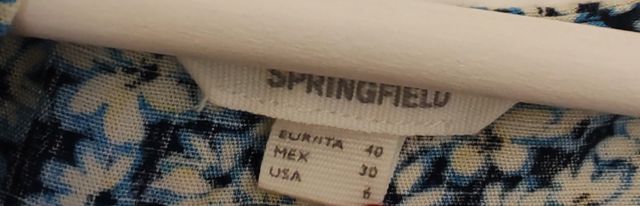 SPRINGFIELD
EUR/ITA 40
MEX 30
USA 6